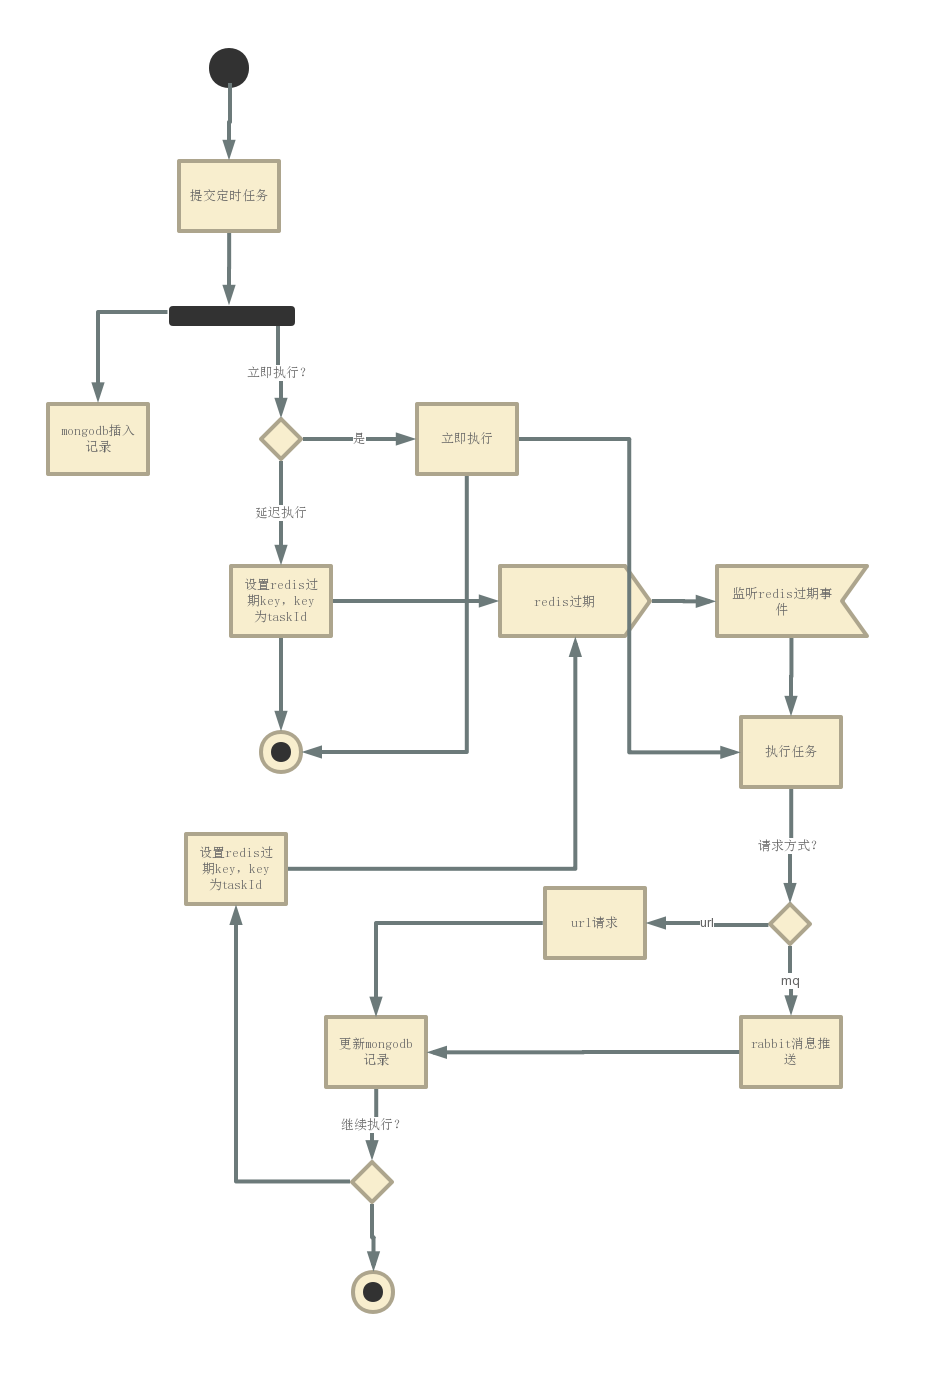 提交定时任务
立即执行?
mongodb插入
记录
是
立即执行
延迟执行
设置redis过
期key，key
为taskId
redis过期
监听redis过期事
件
执行任务
请求方式?
设置redis过
期key，key
为taskId
url请求
url
mq
更新mongodb
记录
rabbit消息推
送
继续执行?